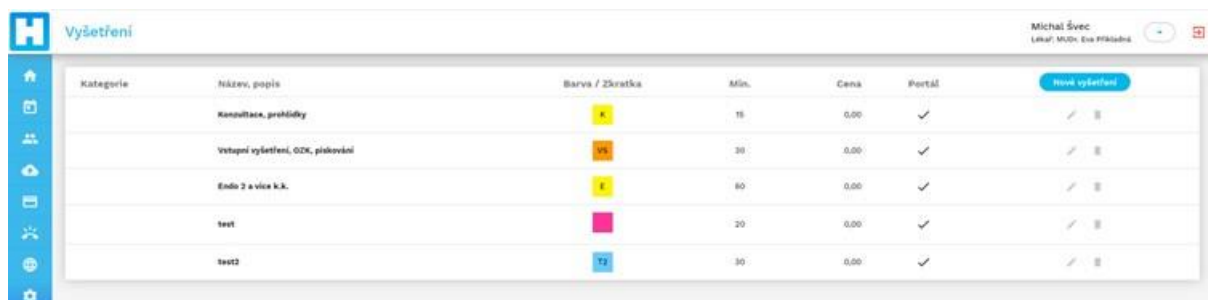 H
Vyšetření
Michal Švec
Lékař: MUDr. Eva Příkladná
Kategorie Název, popis Barva / Zkratka Min. Cena Portál Nové vyšetření
Konzultace, prohlídky K 15 0,00
Vstupní vyšetření, OZK, pískování VS 30 0,00
Endo 2 a více k.k. E 60 0,00
test 20 0,00
test2 T2 30 0,00